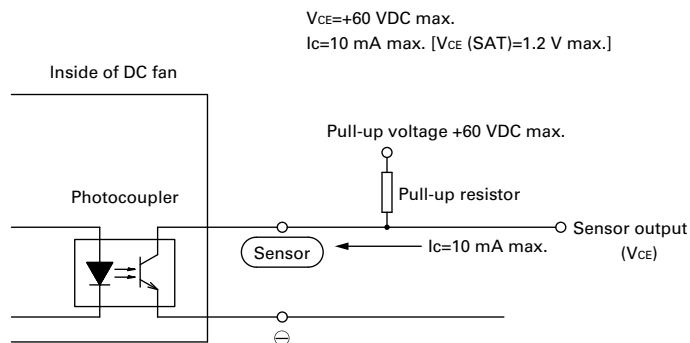 VCE=+60 VDC max.
Ic=10 mA max. [VCE (SAT)=1.2 V max.]
Inside of DC fan
Pull-up voltage +60 VDC max.
Photocoupler
Pull-up resistor
Sensor
Ic=10 mA max.
Sensor output
(VCE)
⊖